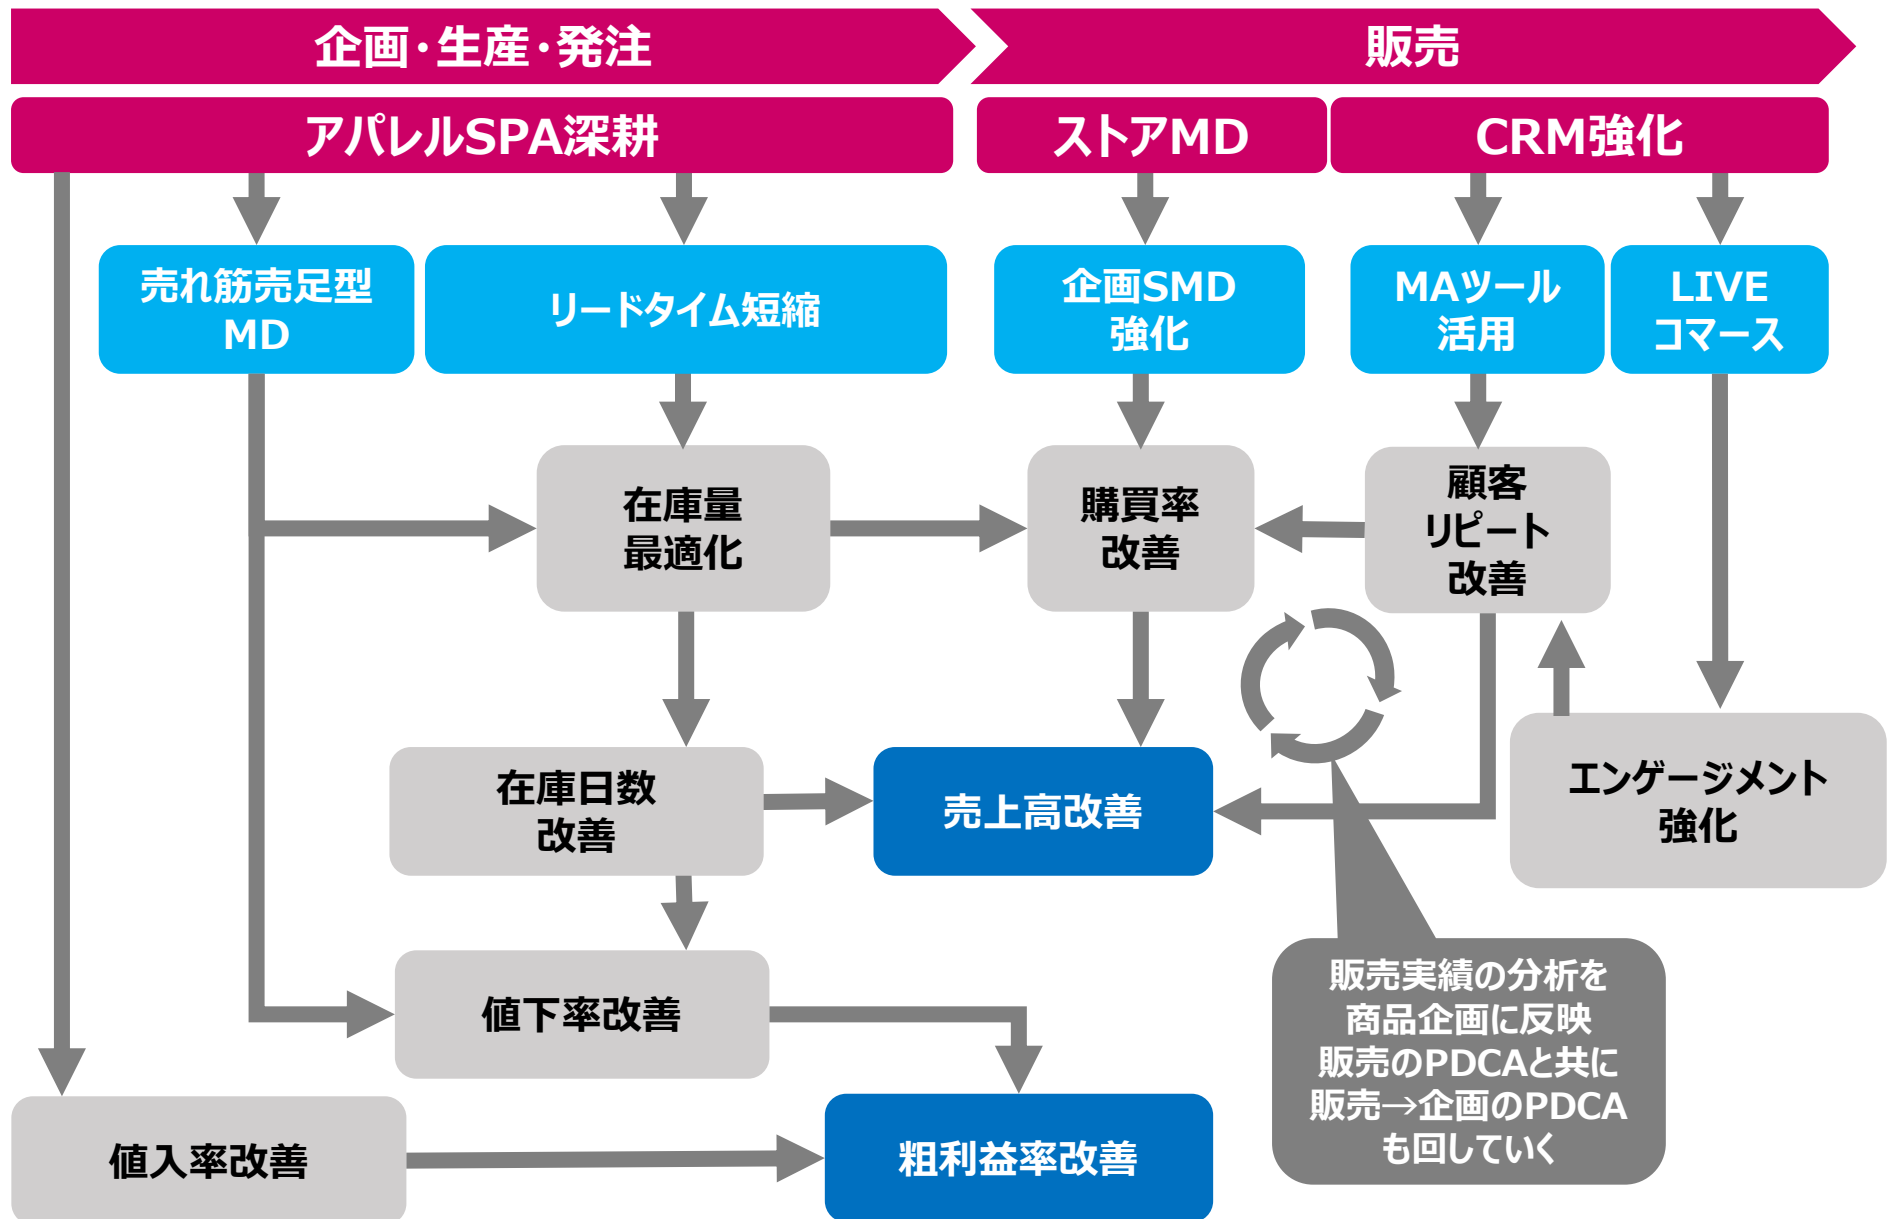 企画・生産・発注
販売
アパレルSPA深耕
ストアMD
CRM強化
売れ筋売足型
MD
リードタイム短縮
企画SMD
強化
MAツール
活用
LIVE
コマース
在庫量
最適化
購買率
改善
顧客
リピート
改善
在庫日数
改善
売上高改善
エンゲージメント
強化
値下率改善
販売実績の分析を
商品企画に反映
販売のPDCAと共に
販売→企画のPDCA
も回していく
値入率改善
粗利益率改善